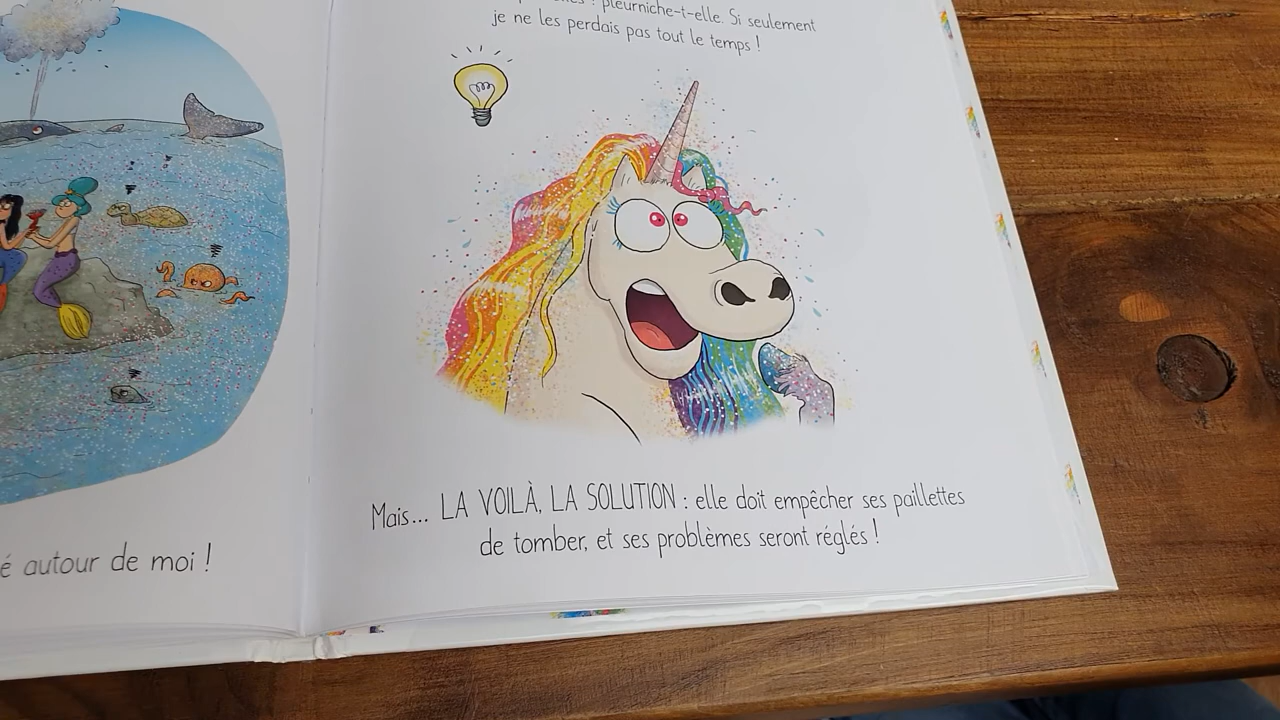 é autour de moi !
pleurniche-t-elle. Si seulement
je ne les perdais pas tout le temps !
Mais... LA VOILÀ, LA SOLUTION : elle doit empêcher ses paillettes
de tomber, et ses problèmes seront réglés !